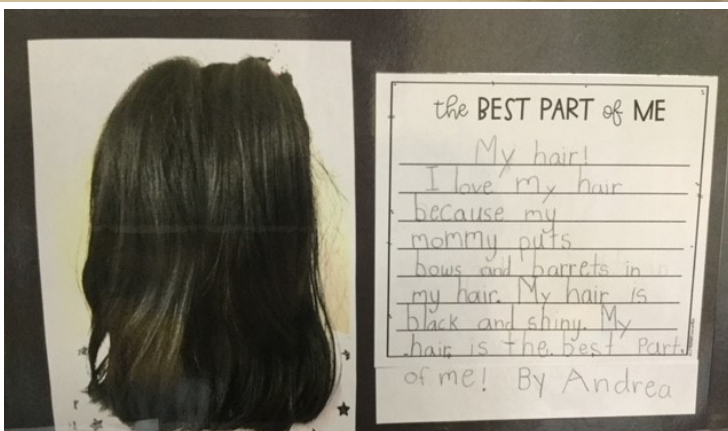 the BEST PART of ME
My hair!
I love my hair
because my
mommy puts
bows and barrets in
my hair. My hair is
black and shiny. My
hair is the best Part
of me! By Andrea